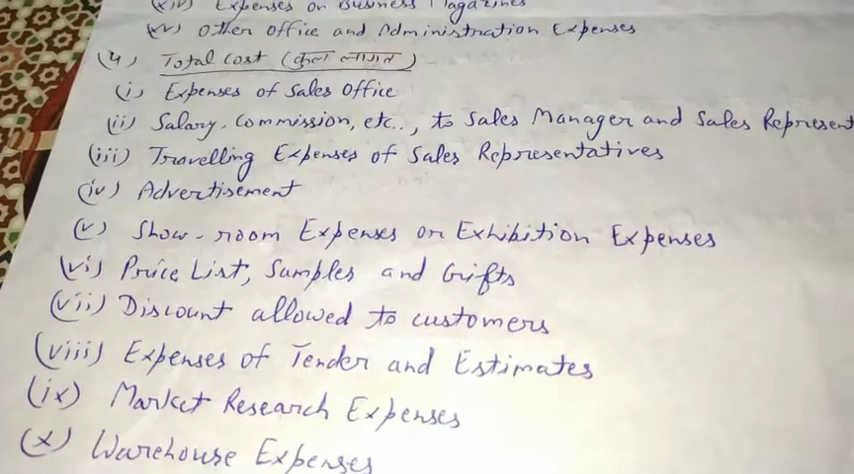 (xiv) Expenses on Business Magazines
(xv) Other Office and Administration Expenses
(4) Total Cost (कुल लागत)
(i) Expenses of Sales Office
(ii) Salary, Commission, etc.., to Sales Manager and Sales Represent
(iii) Travelling Expenses of Sales Representatives
(iv) Advertisement
(v) Show-room Expenses or Exhibition Expenses
(vi) Price List, Samples and Grifts
(vii) Discount allowed to customers
(viii) Expenses of Tender and Estimates
(ix) Market Research Expenses
(x) Warehouse Expenses